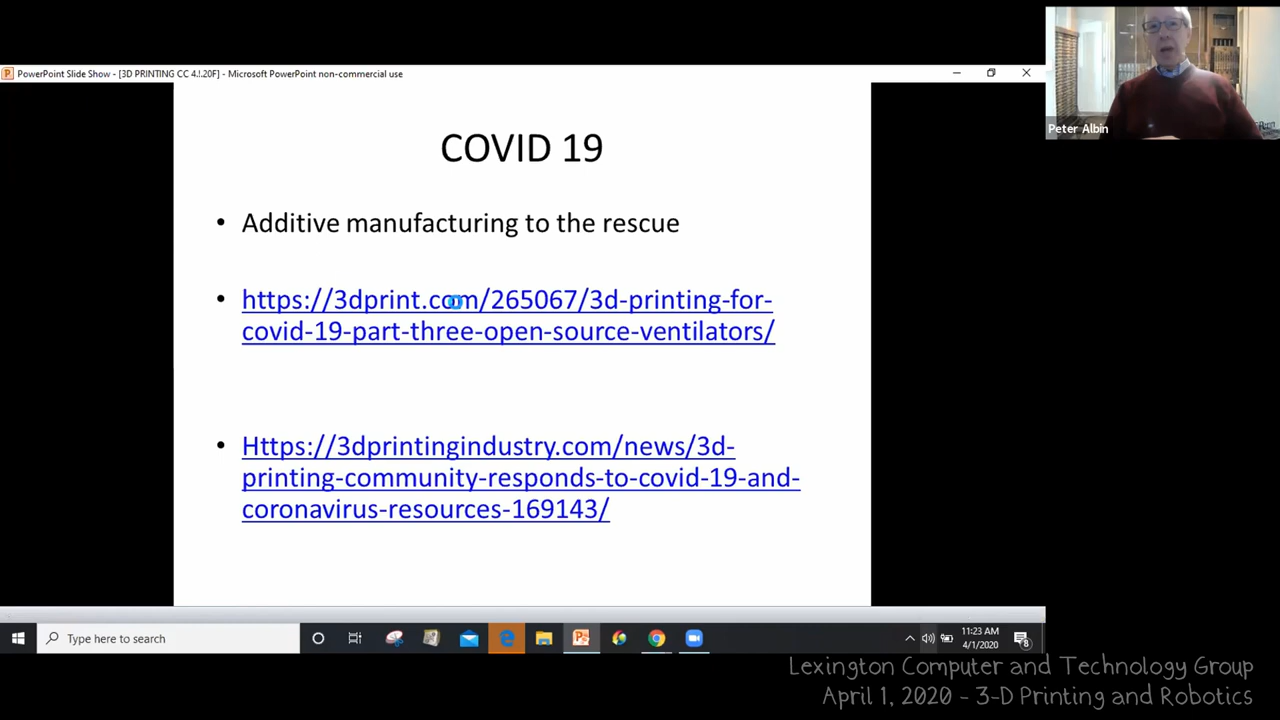 PowerPoint Slide Show - [3D PRINTING CC 4.!.20F] - Microsoft PowerPoint non-commercial use
Peter Albin
COVID 19
• Additive manufacturing to the rescue
• https://3dprint.com/265067/3d-printing-for-
covid-19-part-three-open-source-ventilators/
• Https://3dprintingindustry.com/news/3d-
printing-community-responds-to-covid-19-and-
coronavirus-resources-169143/
Type here to search
11:23 AM
4/1/2020
8
Lexington Computer and Technology Group
April 1, 2020 - 3-D Printing and Robotics